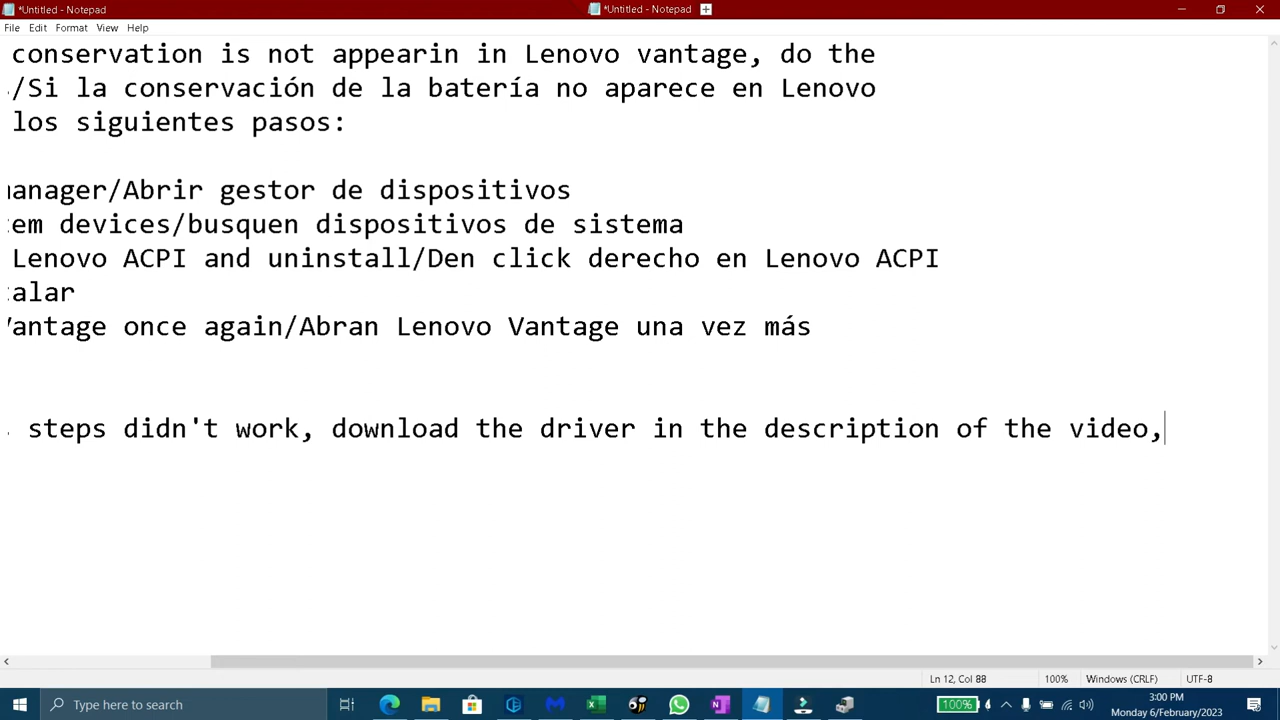 *Untitled - Notepad
*Untitled - Notepad
File Edit Format View Help
conservation is not appearin in Lenovo vantage, do the
/Si la conservación de la batería no aparece en Lenovo
los siguientes pasos:
manager/Abrir gestor de dispositivos
tem devices/busquen dispositivos de sistema
Lenovo ACPI and uninstall/Den click derecho en Lenovo ACPI
talar
Vantage once again/Abran Lenovo Vantage una vez más
steps didn't work, download the driver in the description of the video,
Ln 12, Col 88
100%
Windows (CRLF)
UTF-8
Type here to search
100%
3:00 PM
Monday 6/February/2023